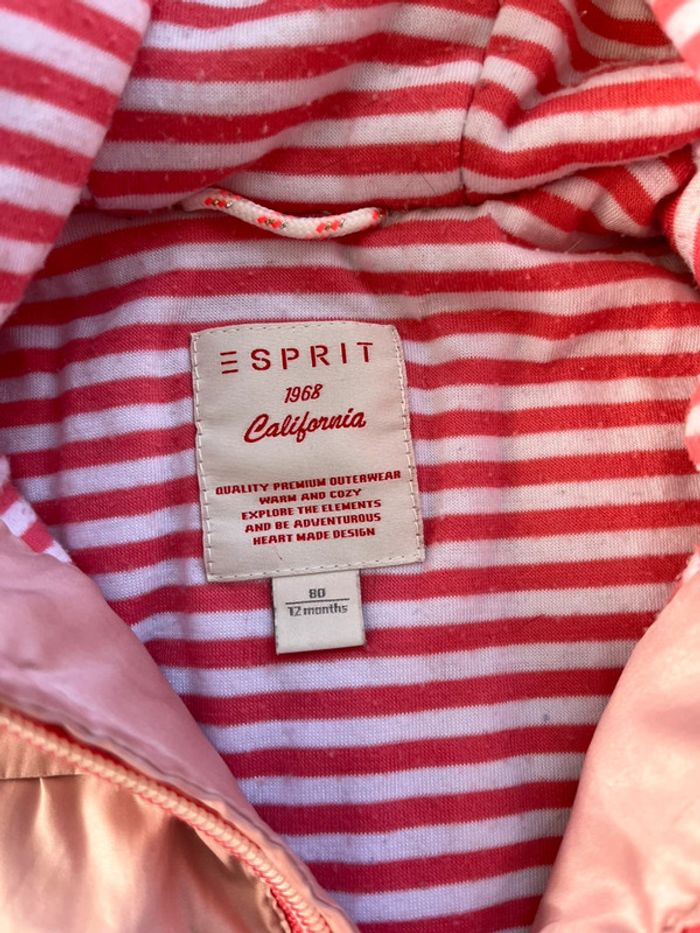 ESPRIT
1968
California
QUALITY PREMIUM OUTERWEAR
WARM AND COZY
EXPLORE THE ELEMENTS
AND BE ADVENTUROUS
HEART MADE DESIGN
80
12 months